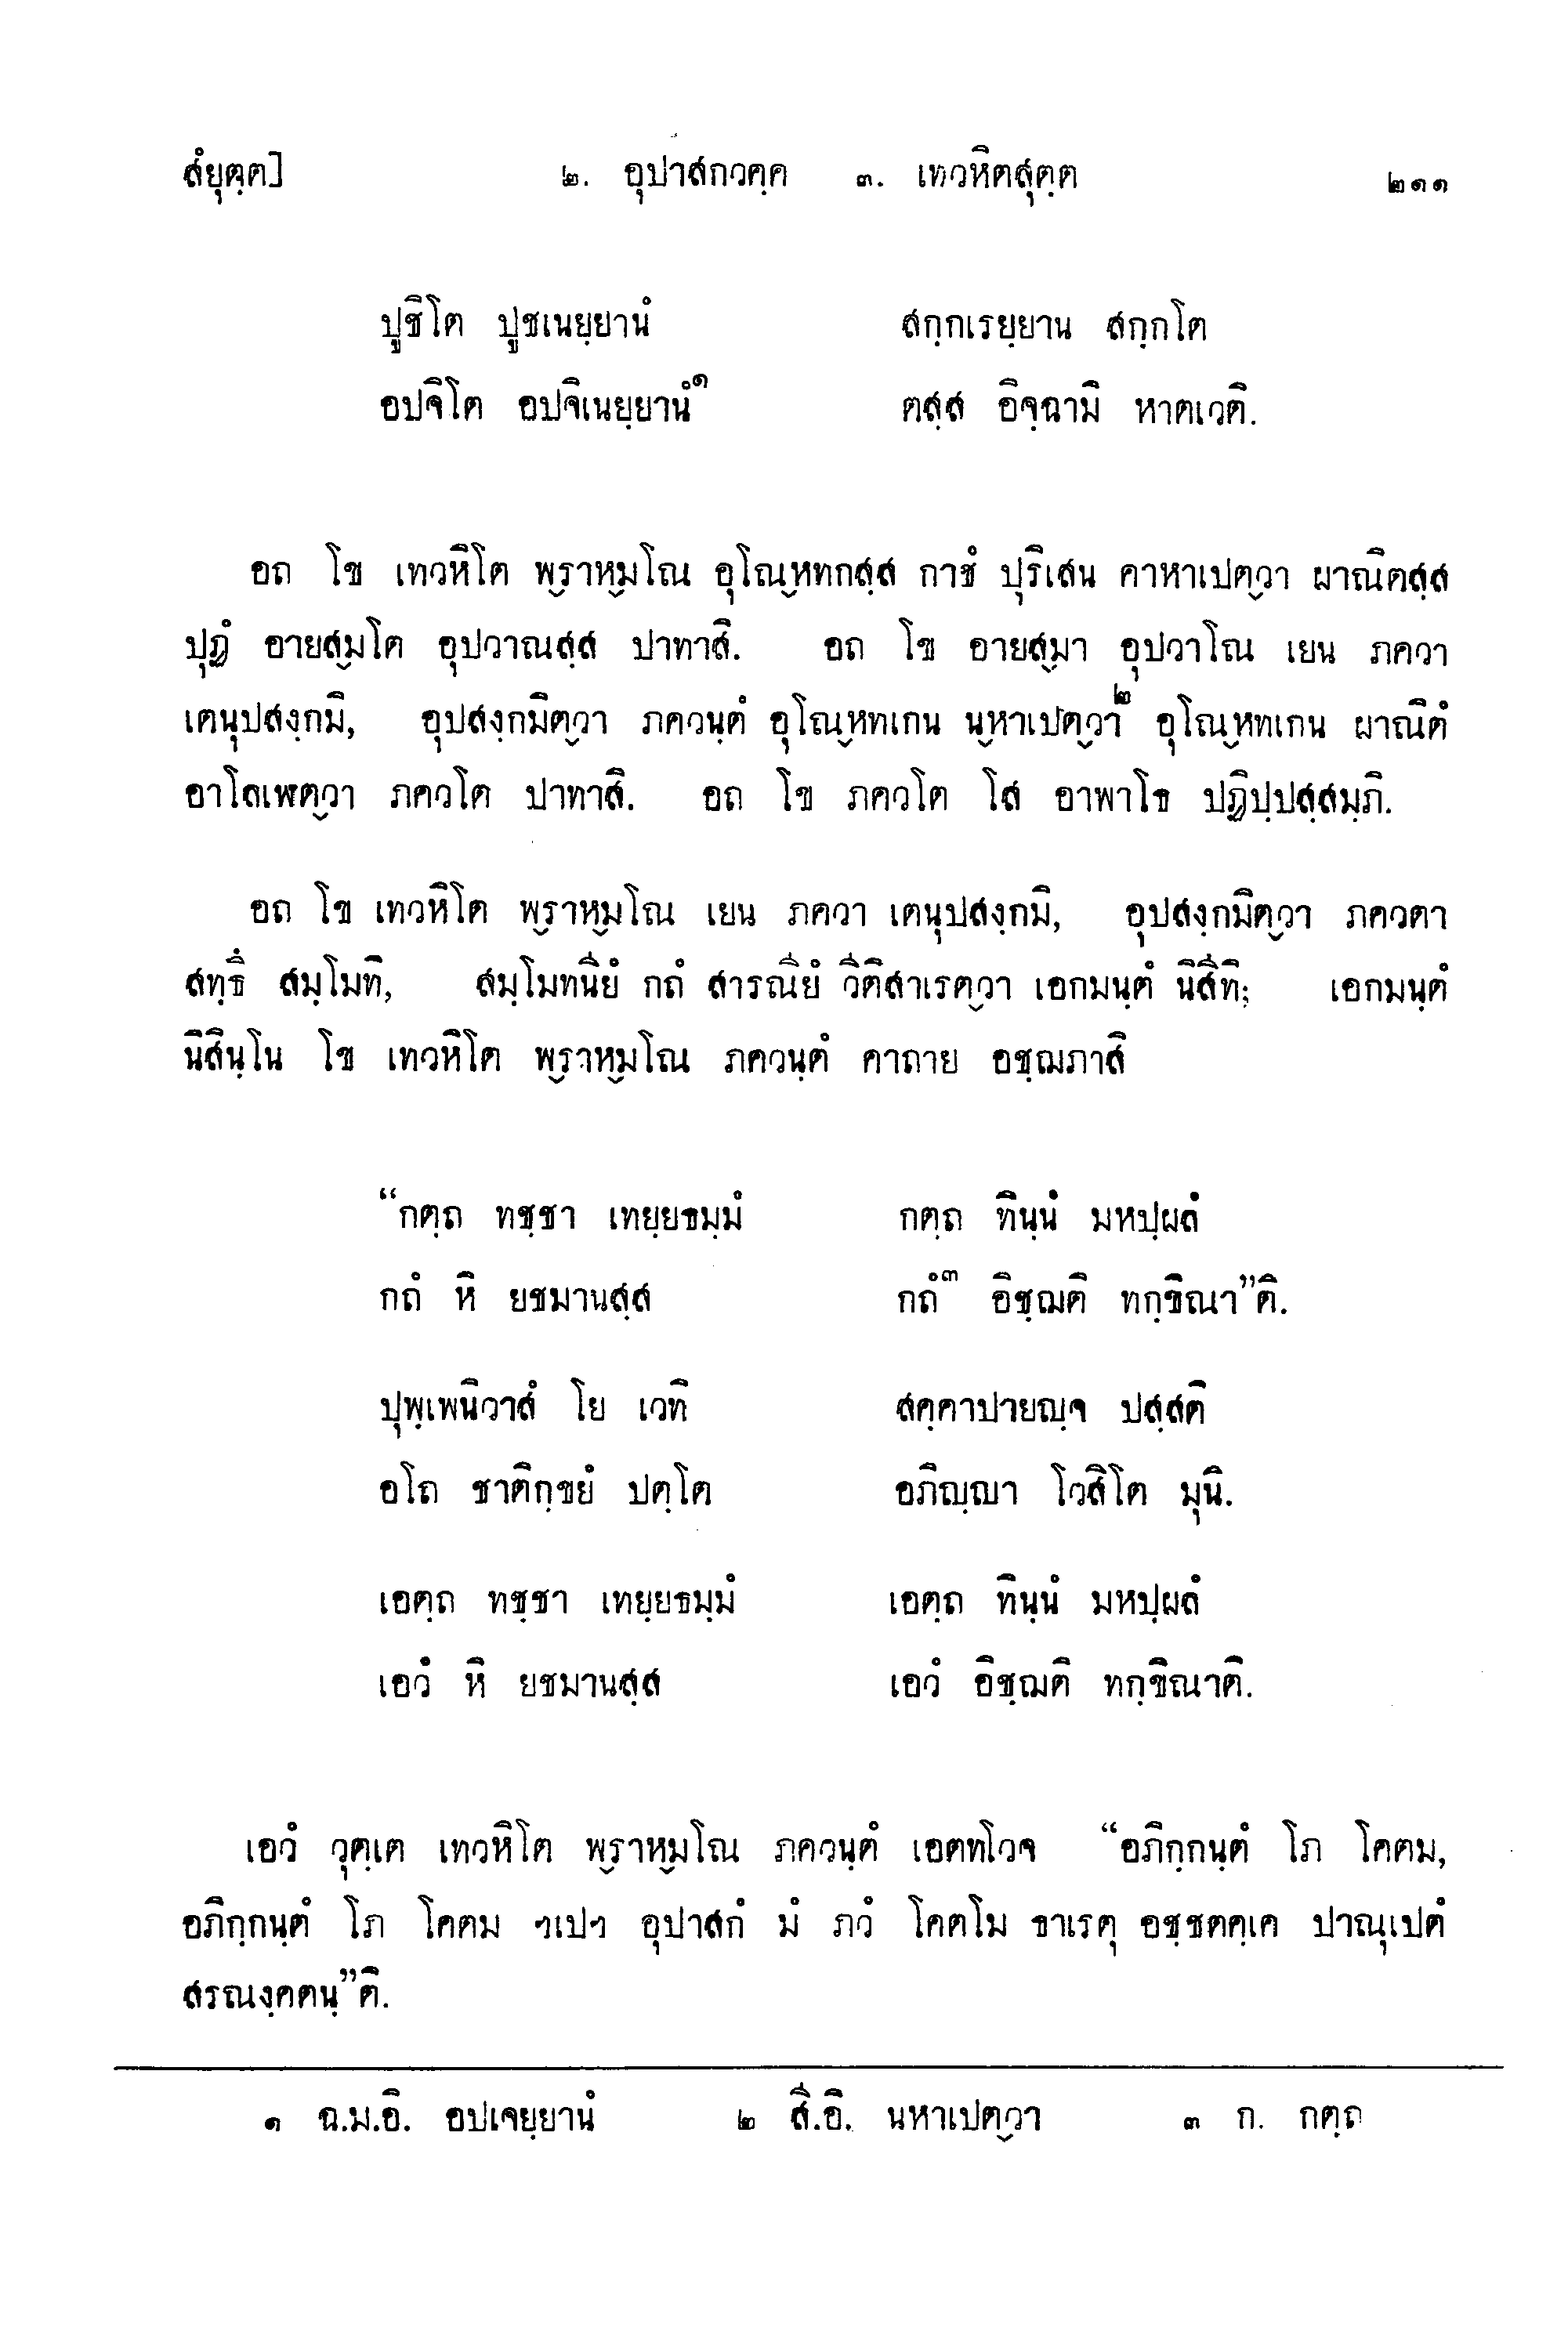 สํยุตฺต] ๒. อุปาสกวคฺค ๓. เทวหิตสุตฺต ๒๑๑
ปูชิโต ปูชเนยฺยานํ สกฺกเรยฺยาน สกฺกโต
อปจิโต อปจิเนยฺยานํ๑ ตสฺส อิจฺฉามิ หาตเวติ.
อถ โข เทวหิโต พฺราหฺมโณ อุโณฺหทกสฺส กาชํ ปุริเสน คาหาเปตฺวา ผาณิตสฺส
ปุฏํ อายสฺมโต อุปวาณสฺส ปาทาสิ. อถ โข อายสฺมา อุปวาโณ เยน ภควา
เตนุปสงฺกมิ, อุปสงฺกมิตฺวา ภควนฺตํ อุโณฺหทเกน นฺหาเปตฺวา๒ อุโณฺหทเกน ผาณิตํ
อาโลเฬตฺวา ภควโต ปาทาสิ. อถ โข ภควโต โส อาพาโธ ปฏิปฺปสฺสมฺภิ.
อถ โข เทวหิโต พฺราหฺมโณ เยน ภควา เตนุปสงฺกมิ, อุปสงฺกมิตฺวา ภควตา
สทฺธึ สมฺโมทิ, สมฺโมทนียํ กถํ สารณียํ วีติสาเรตฺวา เอกมนฺตํ นิสีทิ; เอกมนฺตํ
นิสินฺโน โข เทวหิโต พฺราหฺมโณ ภควนฺตํ คาถาย อชฺฌภาสิ
“กตฺถ ทชฺชา เทยฺยธมฺมํ กตฺถ ทินฺนํ มหปฺผลํ
กถํ หิ ยชมานสฺส กถํ๓ อิชฺฌติ ทกฺขิณา”ติ.
ปุพฺเพนิวาสํ โย เวทิ สคฺคาปายญฺจ ปสฺสติ
อโถ ชาติกฺขยํ ปตฺโต อภิญฺญา โวสิโต มุนิ.
เอตฺถ ทชฺชา เทยฺยธมฺมํ เอตฺถ ทินฺนํ มหปฺผลํ
เอวํ หิ ยชมานสฺส เอวํ อิชฺฌติ ทกฺขิณาติ.
เอวํ วุตฺเต เทวหิโต พฺราหฺมโณ ภควนฺตํ เอตทโวจ “อภิกฺกนฺตํ โภ โคตม,
อภิกฺกนฺตํ โภ โคตม ฯเปฯ อุปาสกํ มํ ภวํ โคตโม ธาเรตุ อชฺชตคฺเค ปาณุเปตํ
สรณงฺคตนฺ”ติ.
๑ ฉ.ม.อิ. อปเจยฺยานํ ๒ สี.อิ. นหาเปตฺวา ๓ ก. กตฺถ